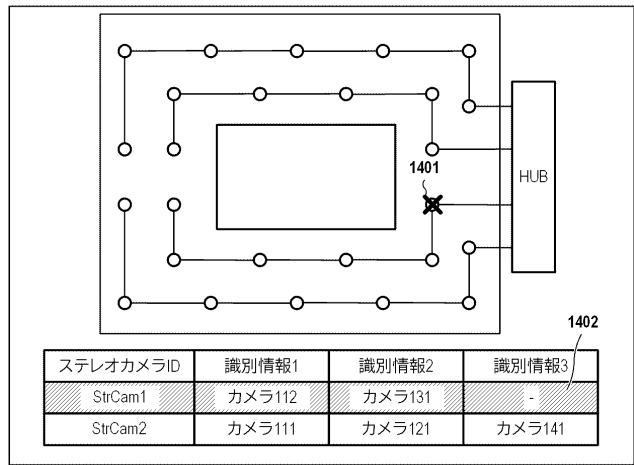 1401
HUB
1402
ステレオカメラID 識別情報1 識別情報2 識別情報3
StrCam1 カメラ112 カメラ131 -
StrCam2 カメラ111 カメラ121 カメラ141